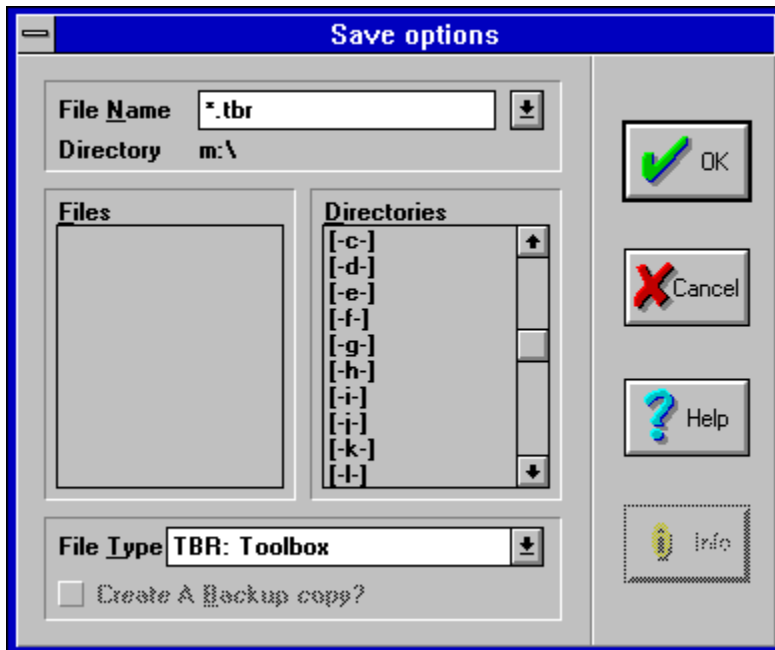 Save options
File Name *.tbr
Directory m:\
OK
Files
Directories
[-c-]
[-d-]
[-e-]
[-f-]
[-g-]
[-h-]
[-i-]
[-j-]
[-k-]
[-l-]
Cancel
Help
File Type TBR: Toolbox
Info
Create A Backup copy?